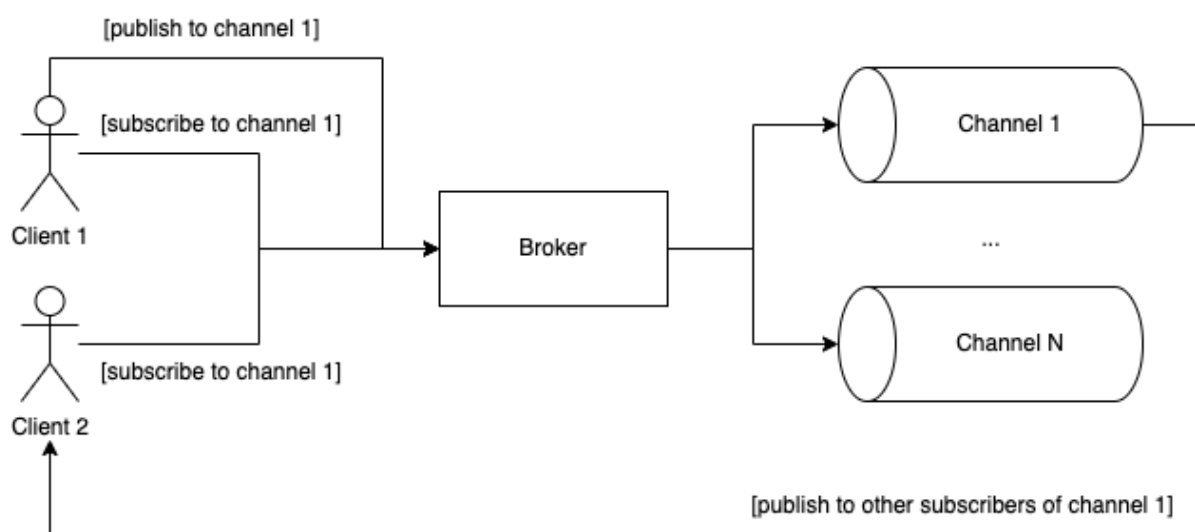 [publish to channel 1]
[subscribe to channel 1]
Channel 1
Client 1
Broker
...
Channel N
[subscribe to channel 1]
Client 2
[publish to other subscribers of channel 1]